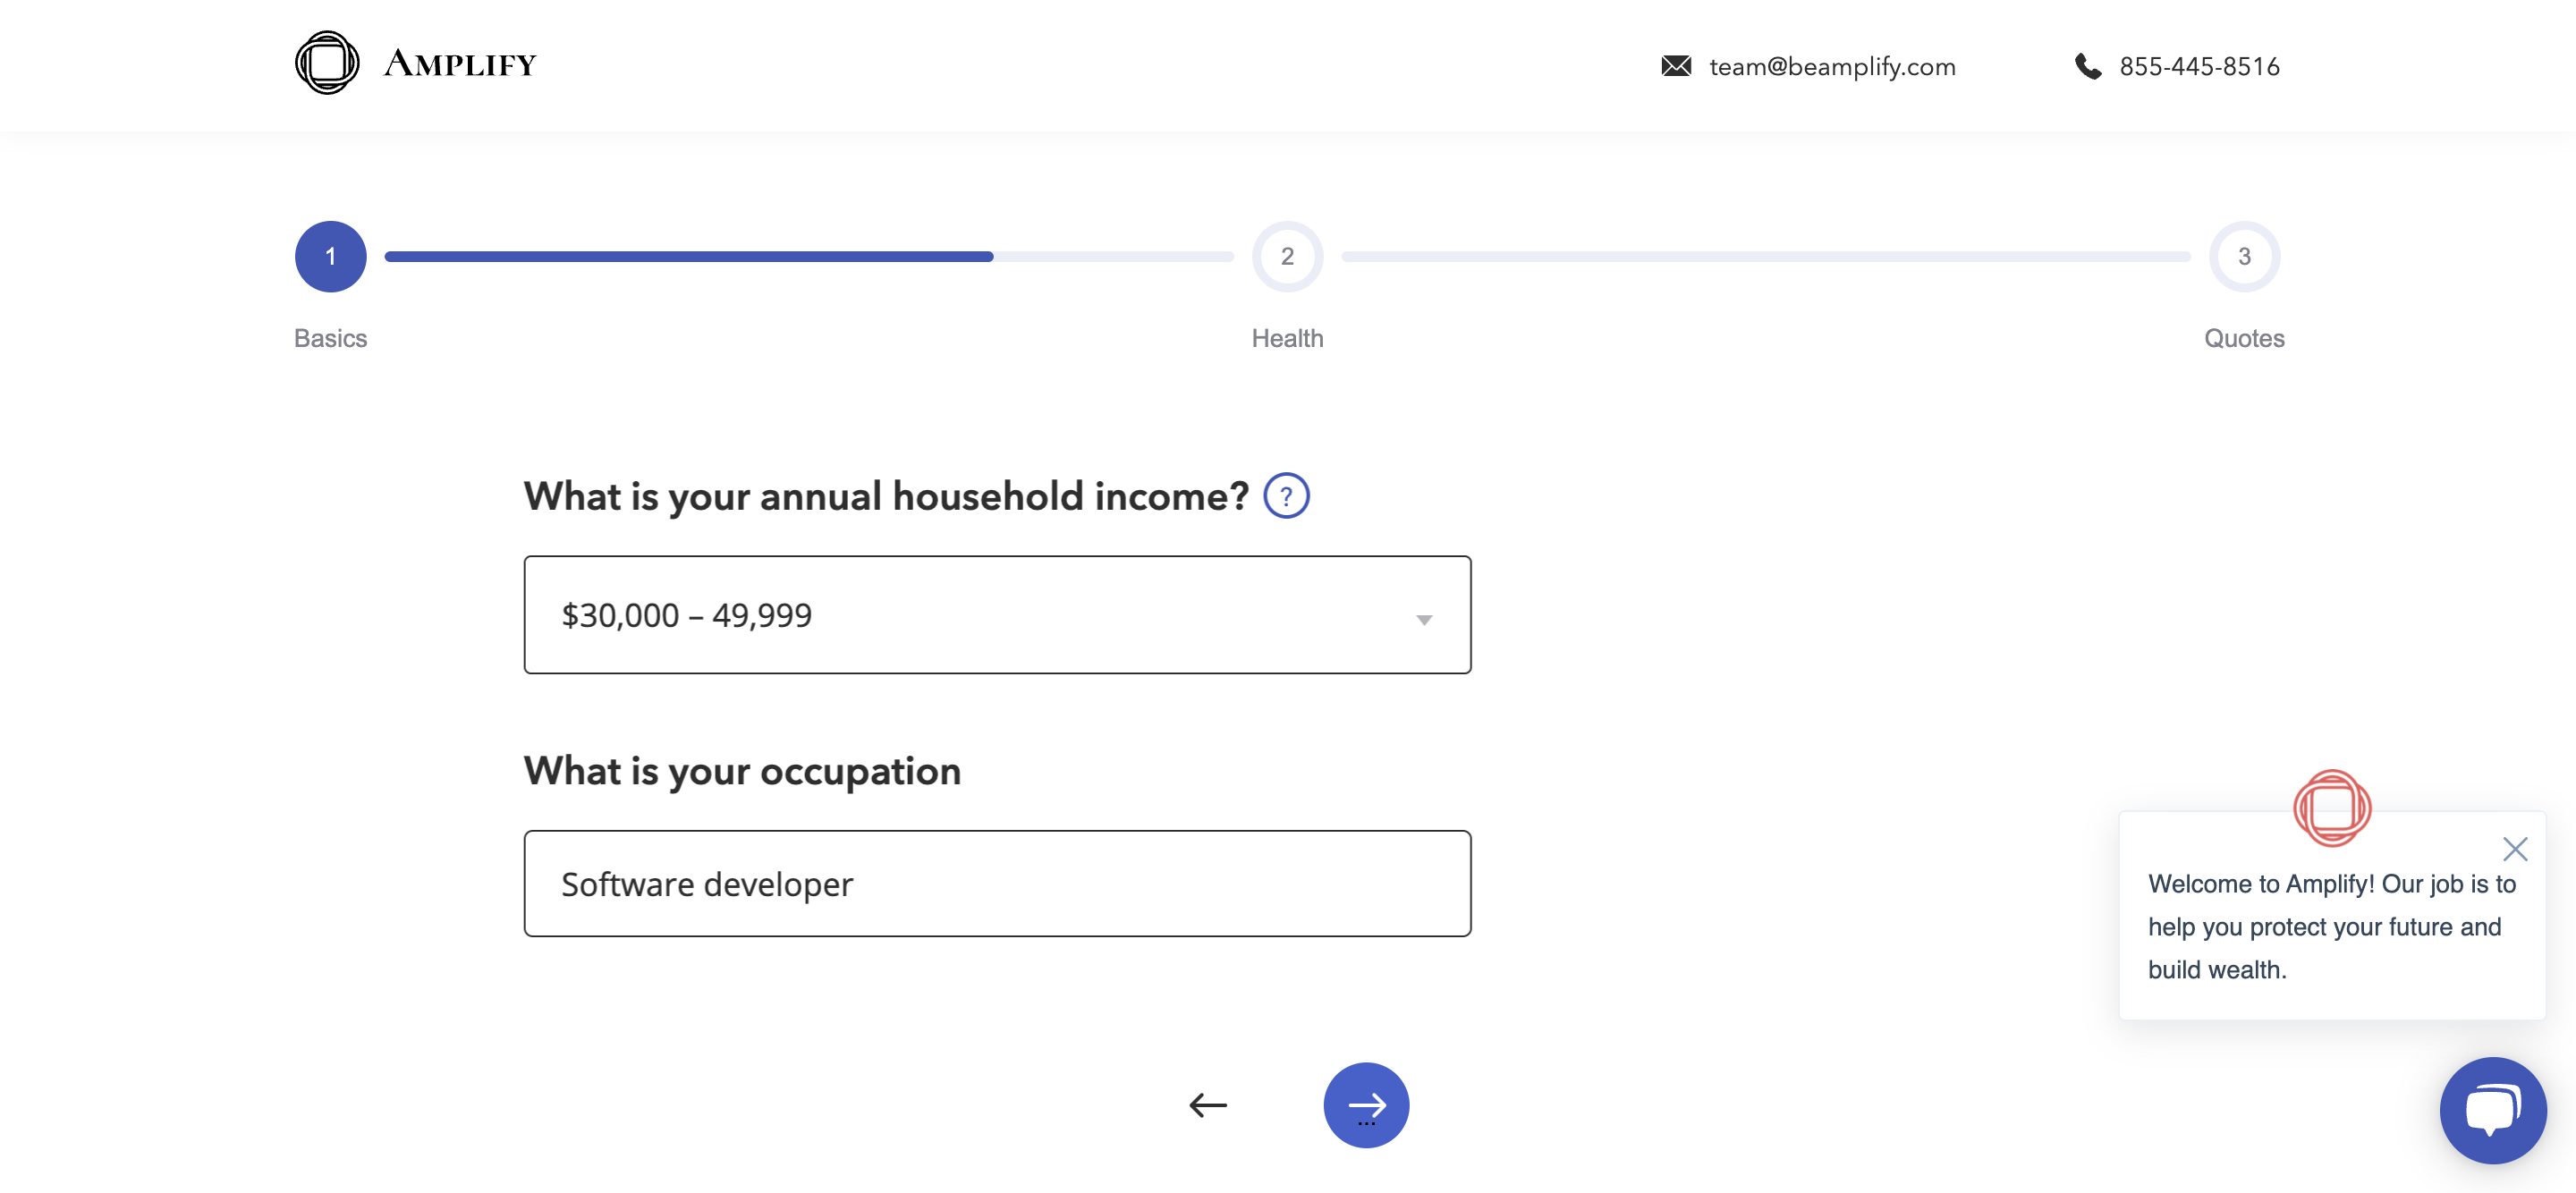 AMPLIFY
team@beamplify.com
855-445-8516
1
2
3
Basics
Health
Quotes
What is your annual household income? ?
$30,000 – 49,999
What is your occupation
Software developer
Welcome to Amplify! Our job is to
help you protect your future and
build wealth.
...